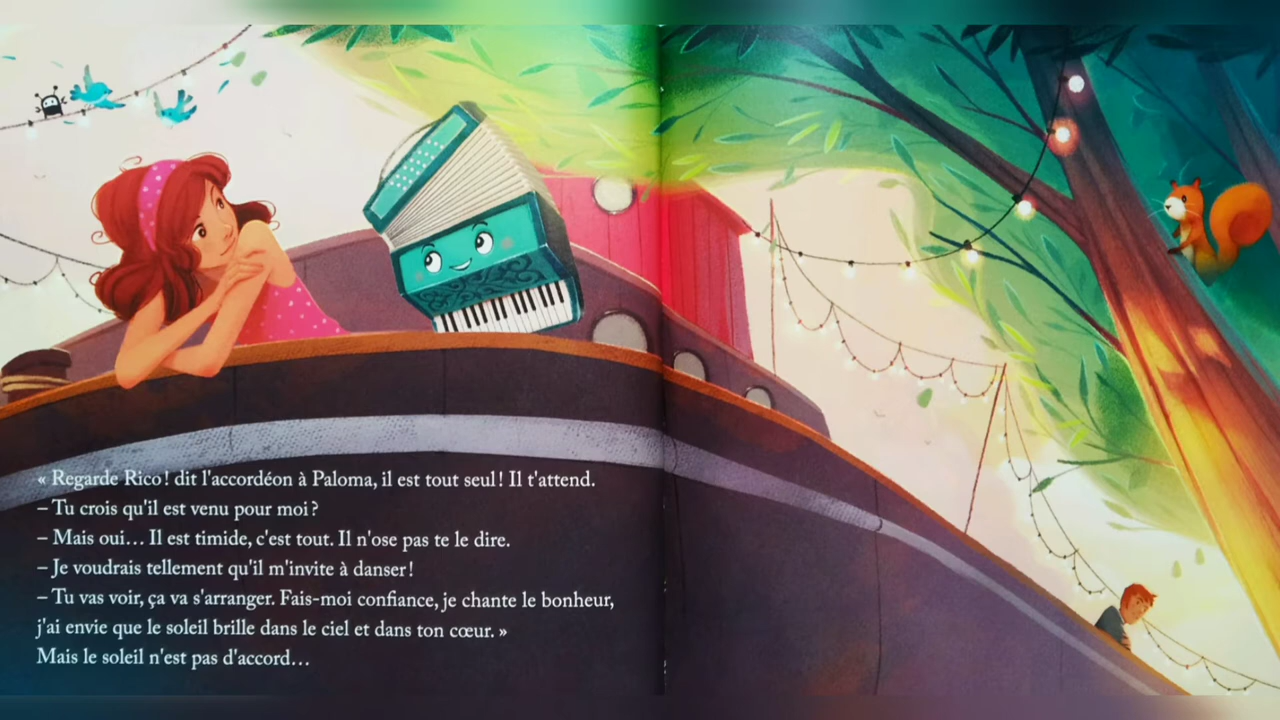 « Regarde Rico ! dit l'accordéon à Paloma, il est tout seul ! Il t'attend.
– Tu crois qu'il est venu pour moi ?
– Mais oui… Il est timide, c'est tout. Il n'ose pas te le dire.
– Je voudrais tellement qu'il m'invite à danser !
– Tu vas voir, ça va s'arranger. Fais-moi confiance, je chante le bonheur,
j'ai envie que le soleil brille dans le ciel et dans ton cœur. »
Mais le soleil n'est pas d'accord…